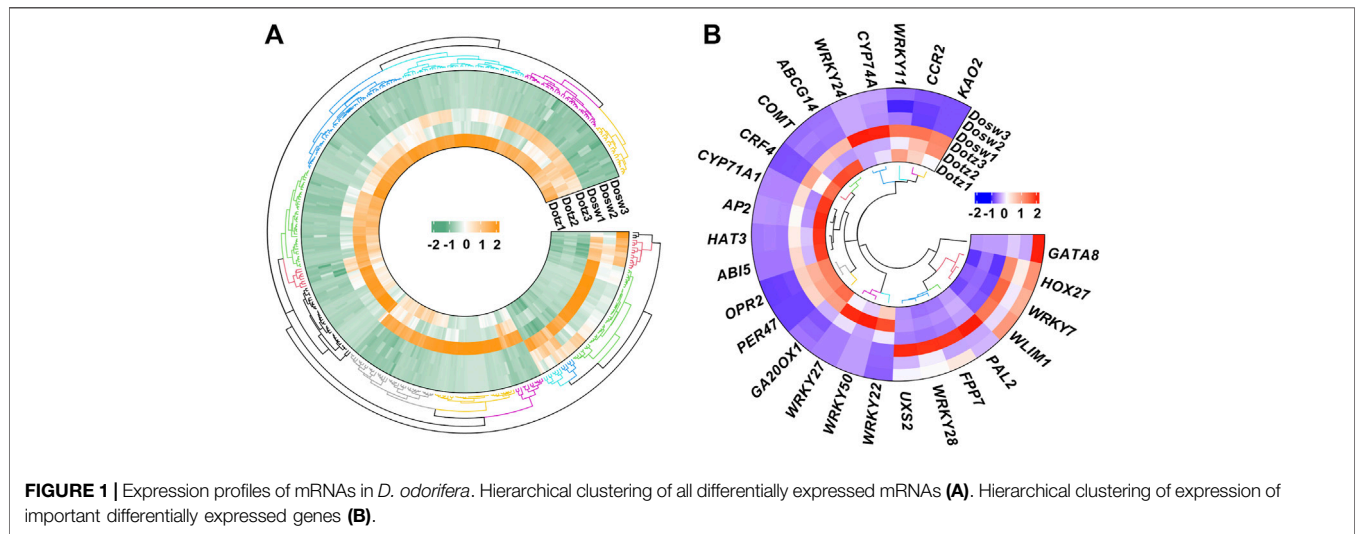 A
Dosw3
Dosw2
Dosw1
Dotz3
Dotz2
Dotz1
-2 -1 0 1 2
B
KAO2
CCR2
WRKY11
CYP74A
WRKY24
ABCG14
COMT
CRF4
CYP71A1
AP2
HAT3
ABI5
OPR2
PER47
GA20OX1
WRKY27
WRKY50
WRKY22
UXS2
WRKY28
FPP7
PAL2
WLIM1
WRKY7
HOX27
GATA8
Dosw3
Dosw2
Dosw1
Dotz3
Dotz2
Dotz1
-2 -1 0 1 2
FIGURE 1 | Expression profiles of mRNAs in D. odorifera. Hierarchical clustering of all differentially expressed mRNAs (A). Hierarchical clustering of expression of
important differentially expressed genes (B).